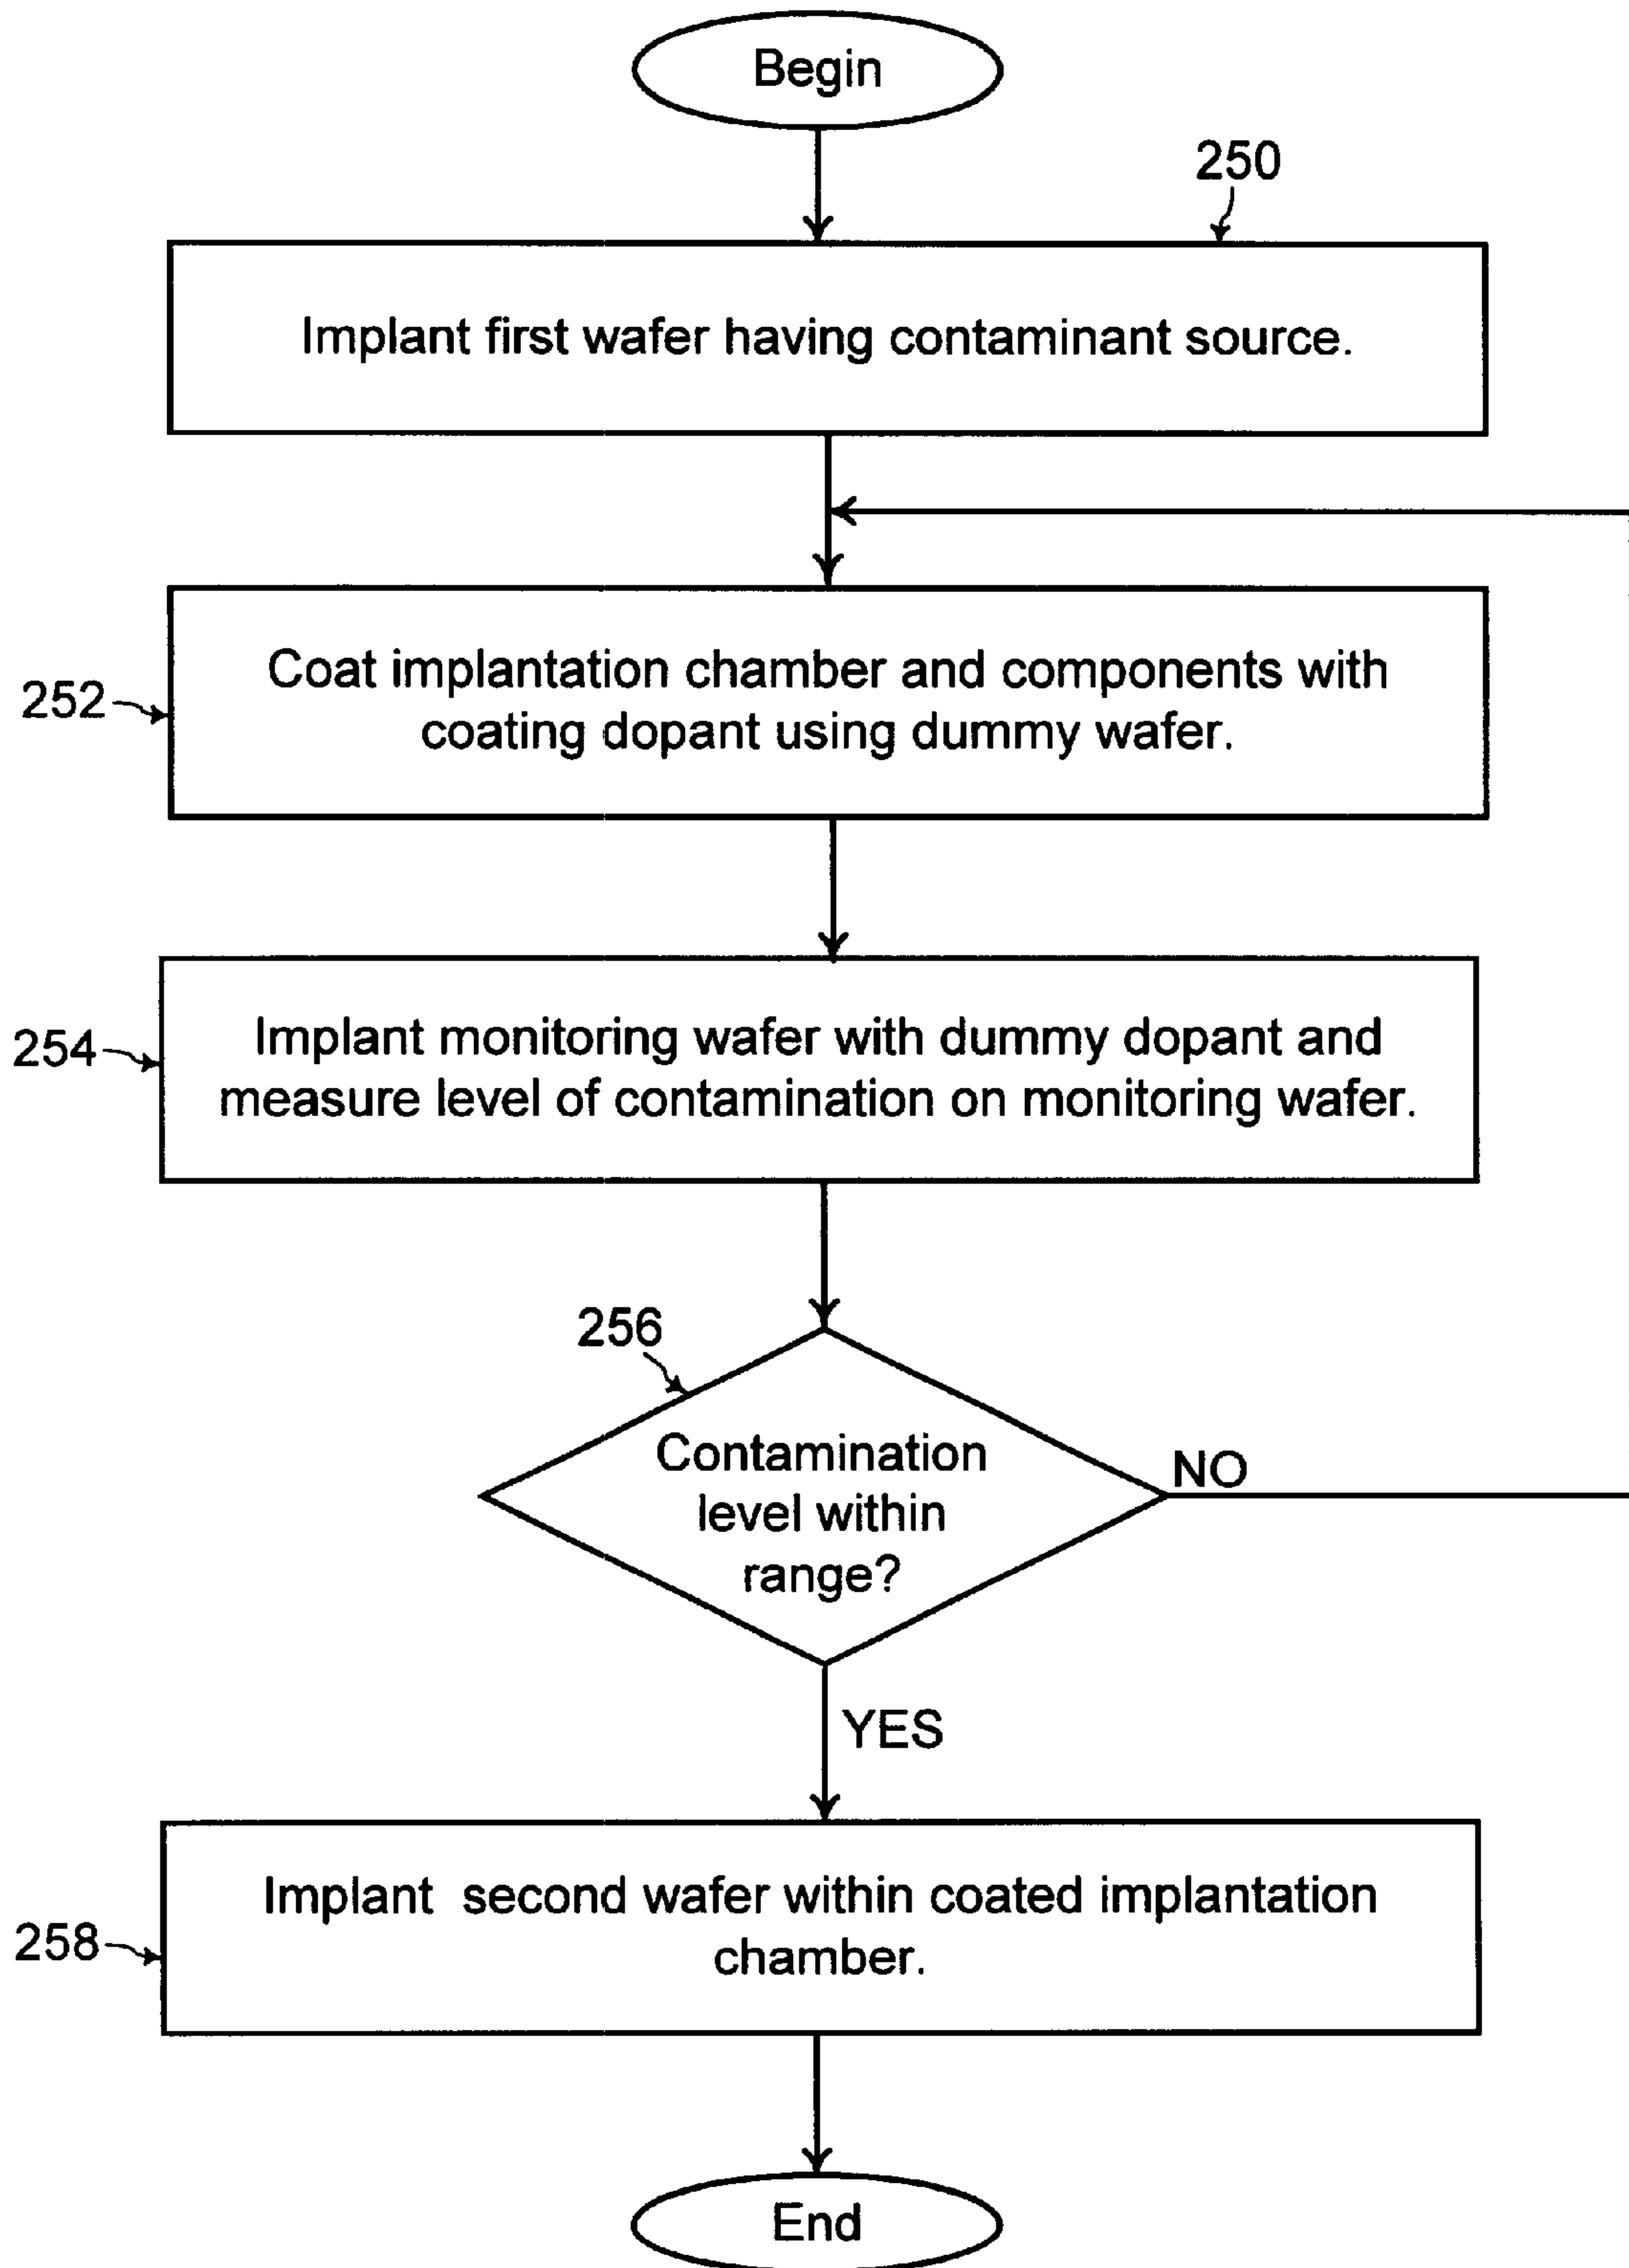 Begin
250
Implant first wafer having contaminant source.
252
Coat implantation chamber and components with
coating dopant using dummy wafer.
254
Implant monitoring wafer with dummy dopant and
measure level of contamination on monitoring wafer.
256
Contamination
level within
range?
NO
YES
258
Implant second wafer within coated implantation
chamber.
End